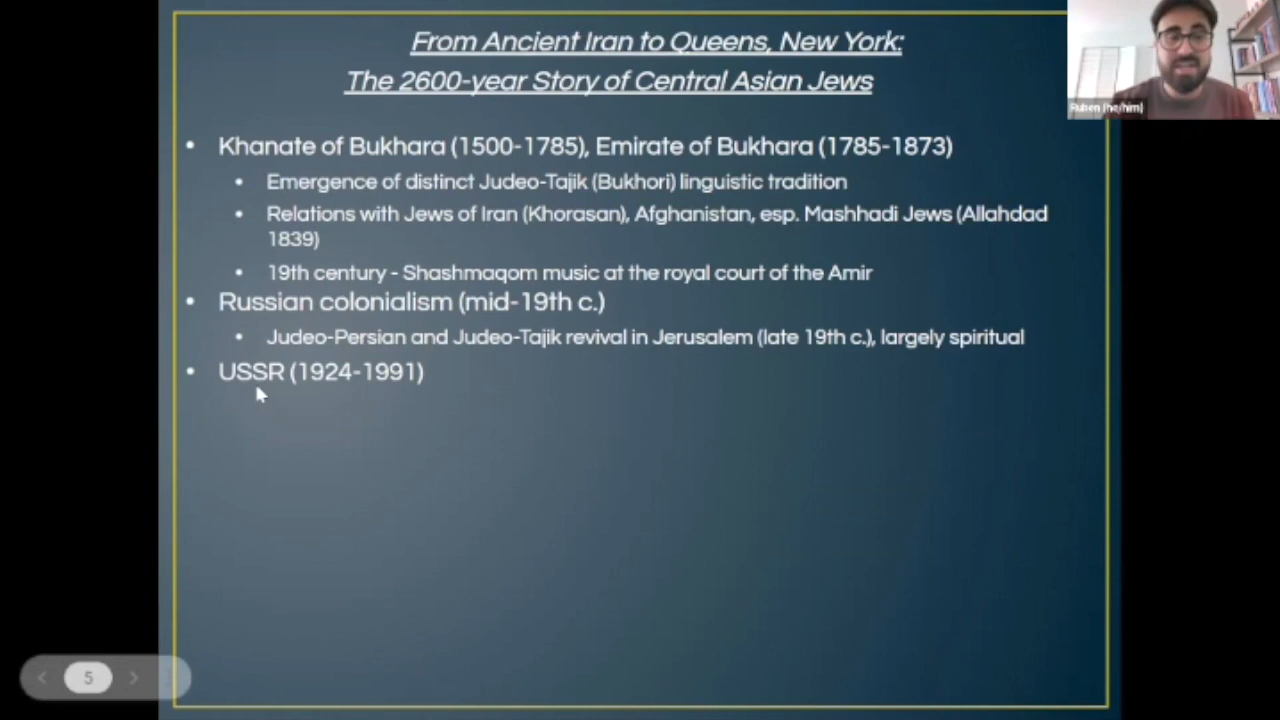 From Ancient Iran to Queens, New York:
The 2600-year Story of Central Asian Jews
Ruben (he/him)
• Khanate of Bukhara (1500-1785), Emirate of Bukhara (1785-1873)
• Emergence of distinct Judeo-Tajik (Bukhori) linguistic tradition
• Relations with Jews of Iran (Khorasan), Afghanistan, esp. Mashhadi Jews (Allahdad
1839)
• 19th century - Shashmaqom music at the royal court of the Amir
• Russian colonialism (mid-19th c.)
• Judeo-Persian and Judeo-Tajik revival in Jerusalem (late 19th c.), largely spiritual
• USSR (1924-1991)
5